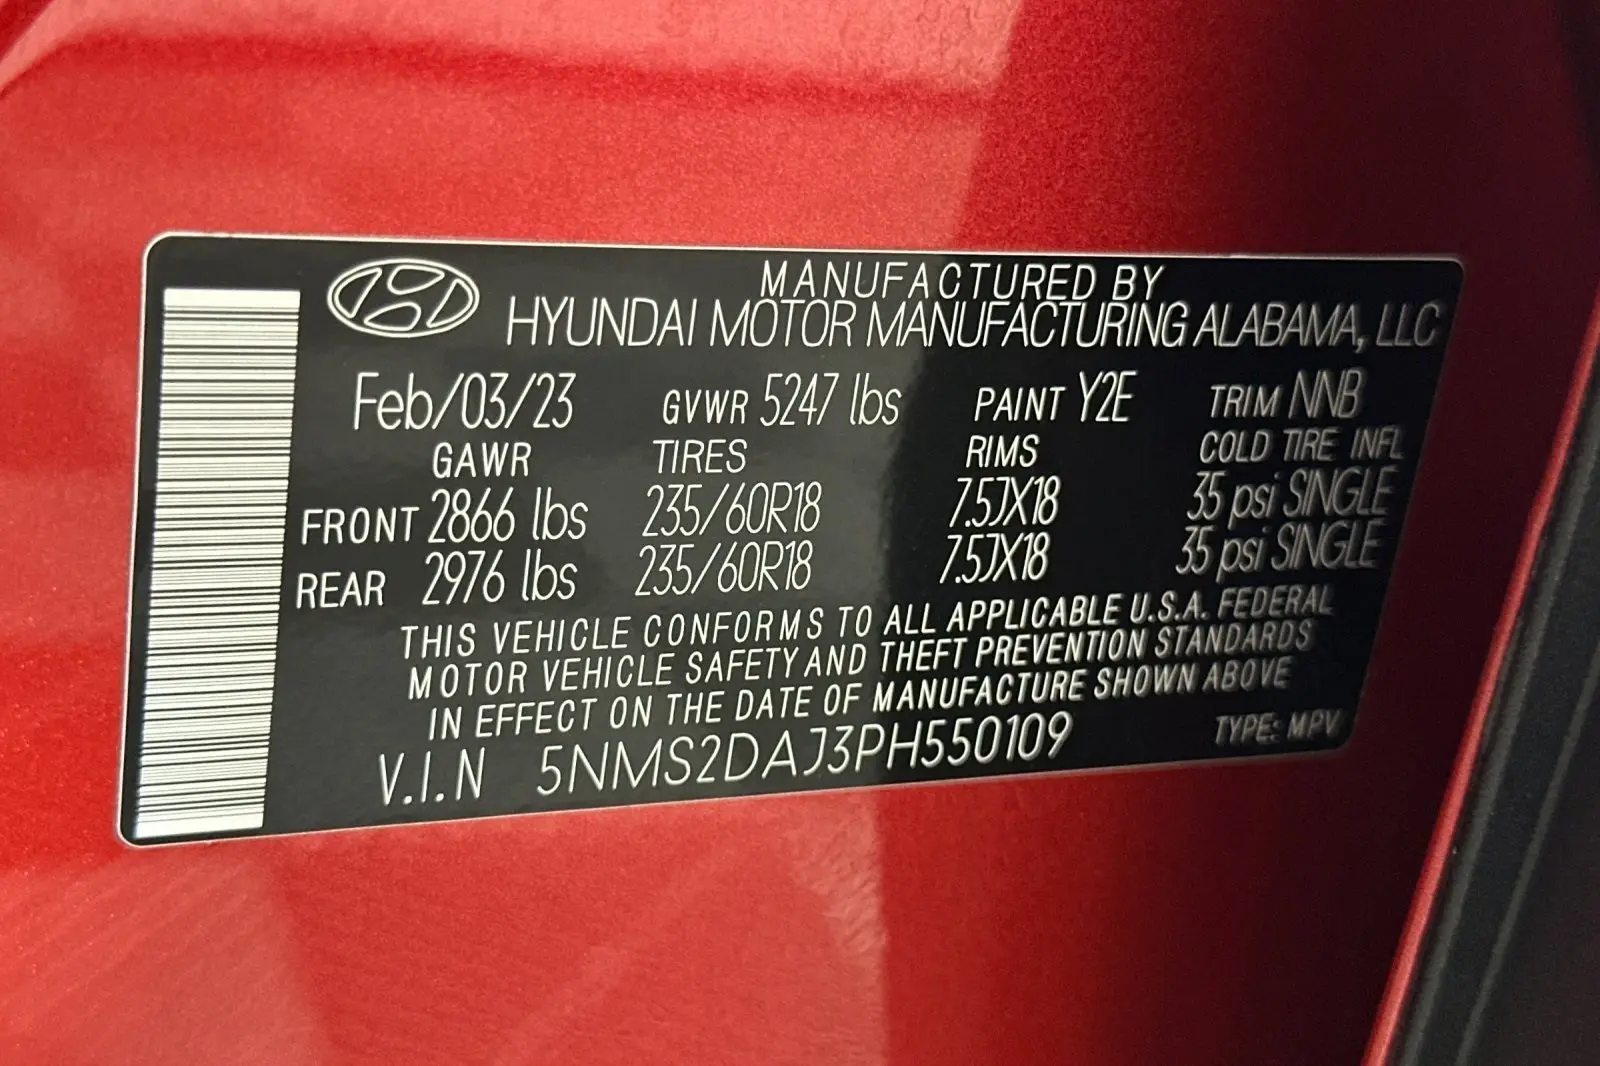 MANUFACTURED BY
HYUNDAI MOTOR MANUFACTURING ALABAMA, LLC
Feb/03/23 GVWR 5247 lbs PAINT Y2E TRIM NNB
GAWR TIRES RIMS COLD TIRE INFL
FRONT 2866 lbs 235/60R18 7.5JX18 35 psi SINGLE
REAR 2976 lbs 235/60R18 7.5JX18 35 psi SINGLE
THIS VEHICLE CONFORMS TO ALL APPLICABLE U.S.A. FEDERAL
MOTOR VEHICLE SAFETY AND THEFT PREVENTION STANDARDS
IN EFFECT ON THE DATE OF MANUFACTURE SHOWN ABOVE
V.I.N 5NMS2DAJ3PH550109 TYPE: MPV